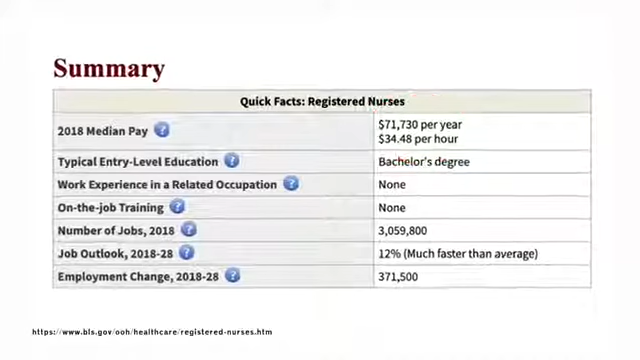 Summary
Quick Facts: Registered Nurses
2018 Median Pay ? $71,730 per year
$34.48 per hour
Typical Entry-Level Education ? Bachelor's degree
Work Experience in a Related Occupation ? None
On-the-job Training ? None
Number of Jobs, 2018 ? 3,059,800
Job Outlook, 2018-28 ? 12% (Much faster than average)
Employment Change, 2018-28 ? 371,500
https://www.bls.gov/ooh/healthcare/registered-nurses.htm